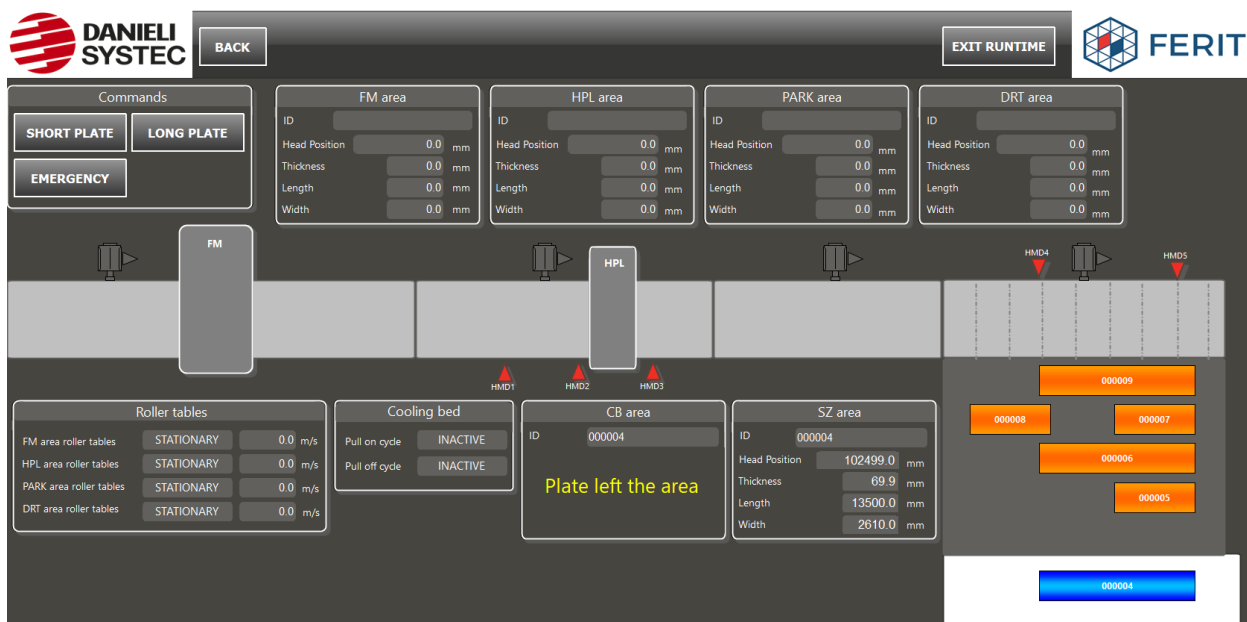 DANIELI
SYSTEC
BACK
EXIT RUNTIME
FERIT
Commands
SHORT PLATE
LONG PLATE
EMERGENCY
FM area
ID
Head Position 0.0 mm
Thickness 0.0 mm
Length 0.0 mm
Width 0.0 mm
HPL area
ID
Head Position 0.0 mm
Thickness 0.0 mm
Length 0.0 mm
Width 0.0 mm
PARK area
ID
Head Position 0.0 mm
Thickness 0.0 mm
Length 0.0 mm
Width 0.0 mm
DRT area
ID
Head Position 0.0 mm
Thickness 0.0 mm
Length 0.0 mm
Width 0.0 mm
FM
HPL
HMD4
HMD5
HMD1
HMD2
HMD3
Roller tables
FM area roller tables STATIONARY 0.0 m/s
HPL area roller tables STATIONARY 0.0 m/s
PARK area roller tables STATIONARY 0.0 m/s
DRT area roller tables STATIONARY 0.0 m/s
Cooling bed
Pull on cycle INACTIVE
Pull off cycle INACTIVE
CB area
ID 000004
Plate left the area
SZ area
ID 000004
Head Position 102499.0 mm
Thickness 69.9 mm
Length 13500.0 mm
Width 2610.0 mm
000009
000008
000007
000006
000005
000004